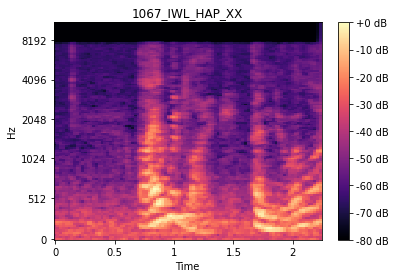 1067_IWL_HAP_XX
+0 dB
8192
-10 dB
4096
-20 dB
-30 dB
2048
Hz
-40 dB
1024
-50 dB
512
-60 dB
-70 dB
0
-80 dB
0
0.5
1
1.5
2
Time